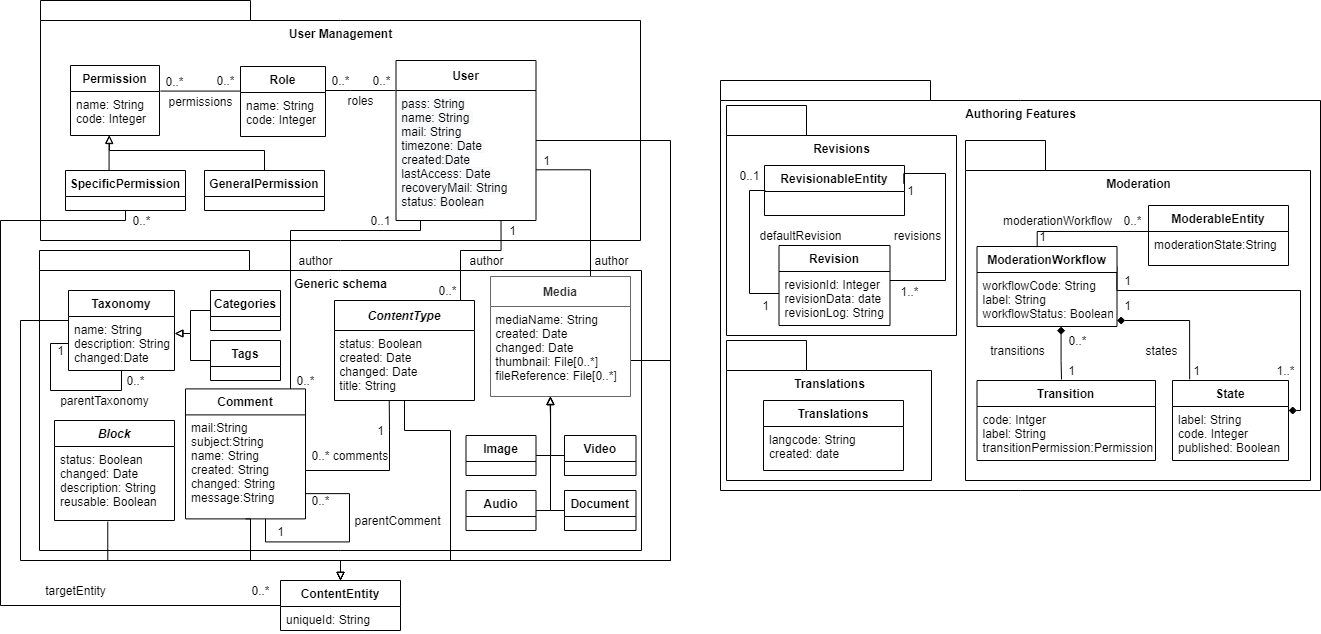 User Management
Permission
name: String
code: Integer
0..*
0..*
permissions
Role
name: String
code: Integer
0..*
0..*
roles
User
pass: String
name: String
mail: String
timezone: Date
created:Date
lastAccess: Date
recoveryMail: String
status: Boolean
SpecificPermission
GeneralPermission
0..*
0..1
1
1
author
author
author
Generic schema
Taxonomy
name: String
description: String
changed:Date
1
0..*
parentTaxonomy
Categories
Tags
0..*
ContentType
status: Boolean
created: Date
changed: Date
title: String
Media
mediaName: String
created: Date
changed: Date
thumbnail: File[0..*]
fileReference: File[0..*]
0..*
Comment
mail:String
subject:String
name: String
created: String
changed: String
message:String
1
0..* comments
0..*
1
parentComment
Block
status: Boolean
changed: Date
description: String
reusable: Boolean
Image
Video
Audio
Document
targetEntity
0..*
ContentEntity
uniqueId: String
Authoring Features
Revisions
0..1
RevisionableEntity
1
defaultRevision
revisions
Revision
revisionId: Integer
revisionData: date
revisionLog: String
1
1..*
Translations
Translations
langcode: String
created: date
Moderation
moderationWorkflow
0..*
1
ModerableEntity
moderationState:String
ModerationWorkflow
workflowCode: String
label: String
workflowStatus: Boolean
1
1
transitions
0..*
states
1
1
1..*
Transition
code: Intger
label: String
transitionPermission:Permission
State
label: String
code. Integer
published: Boolean